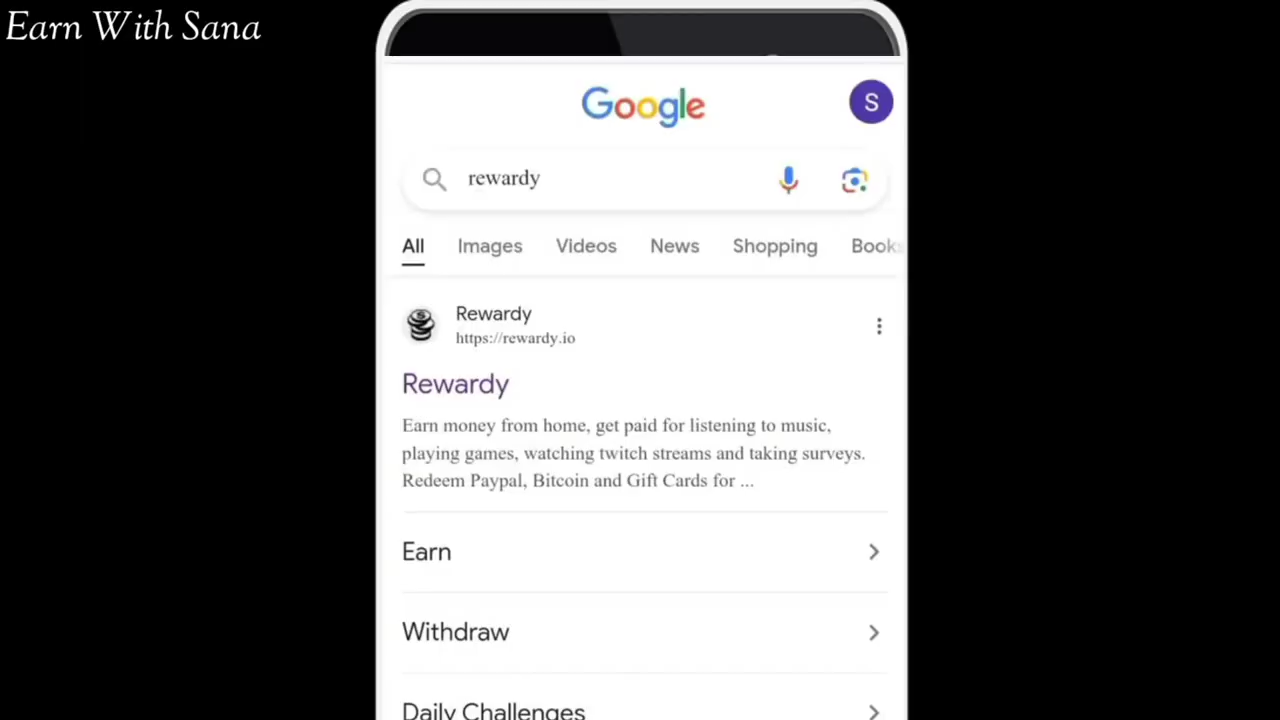 Earn With Sana
Google
S
rewardy
All Images Videos News Shopping Books
Rewardy
https://rewardy.io
Rewardy
Earn money from home, get paid for listening to music,
playing games, watching twitch streams and taking surveys.
Redeem Paypal, Bitcoin and Gift Cards for ...
Earn
Withdraw
Daily Challenges